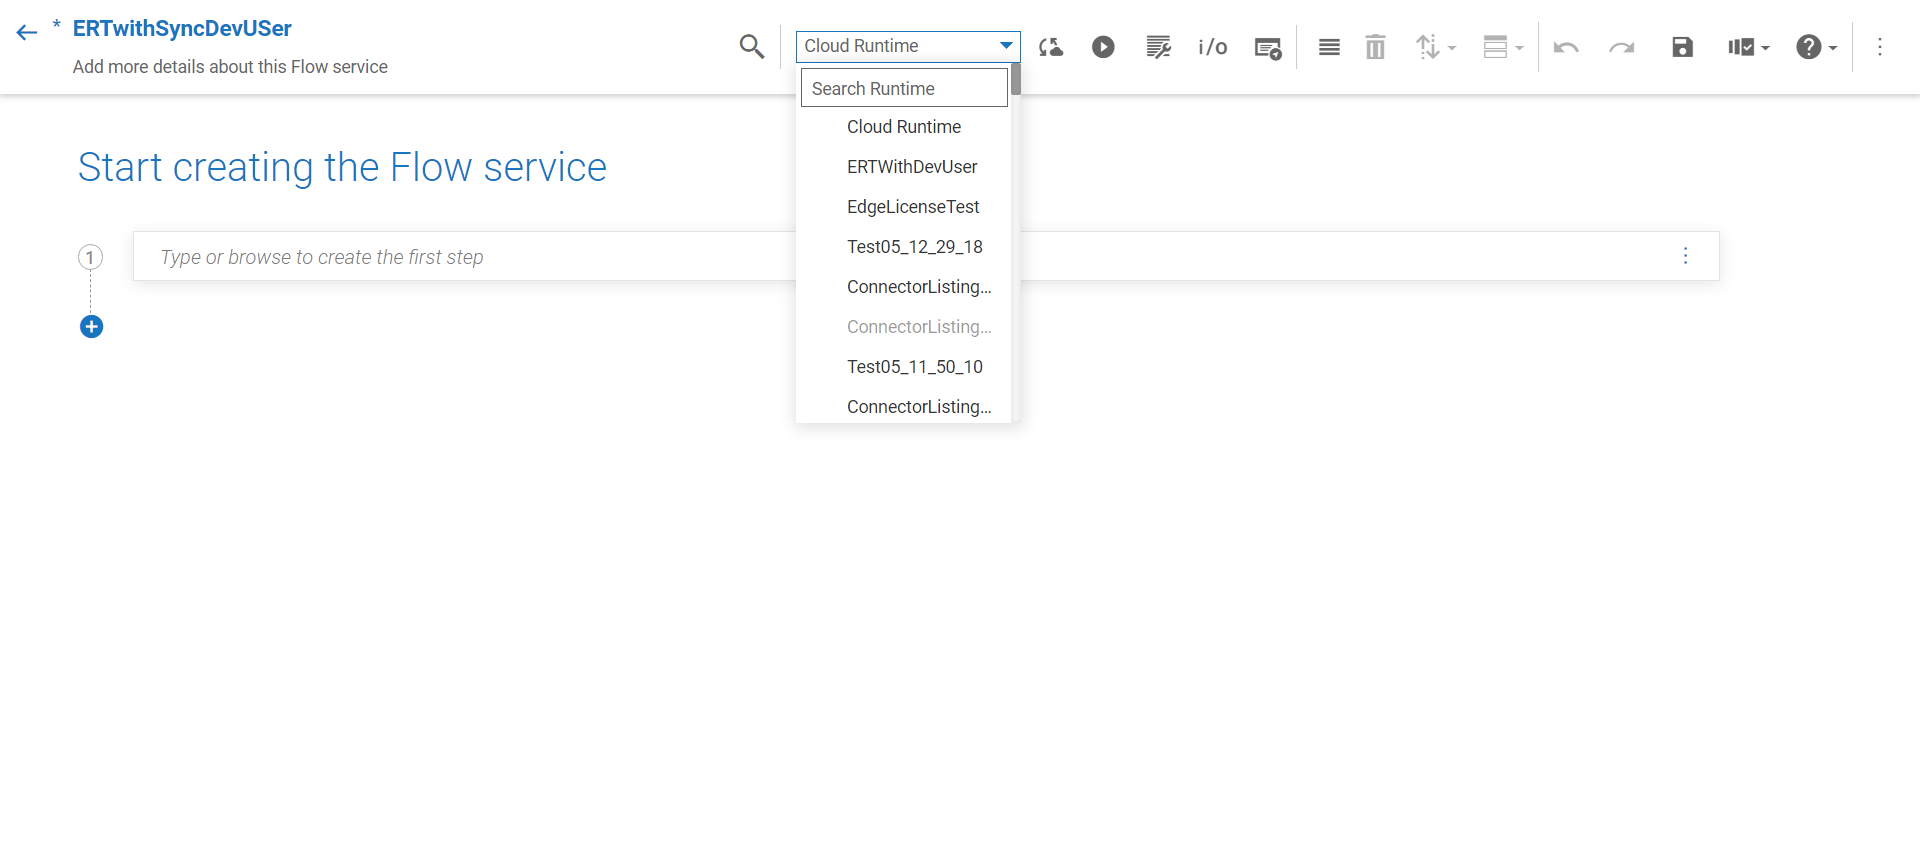 * ERTwithSyncDevUSer
Add more details about this Flow service
Cloud Runtime
i/o
Search Runtime
Cloud Runtime
ERTWithDevUser
EdgeLicenseTest
Test05_12_29_18
ConnectorListing...
ConnectorListing...
Test05_11_50_10
ConnectorListing...
Start creating the Flow service
1
Type or browse to create the first step